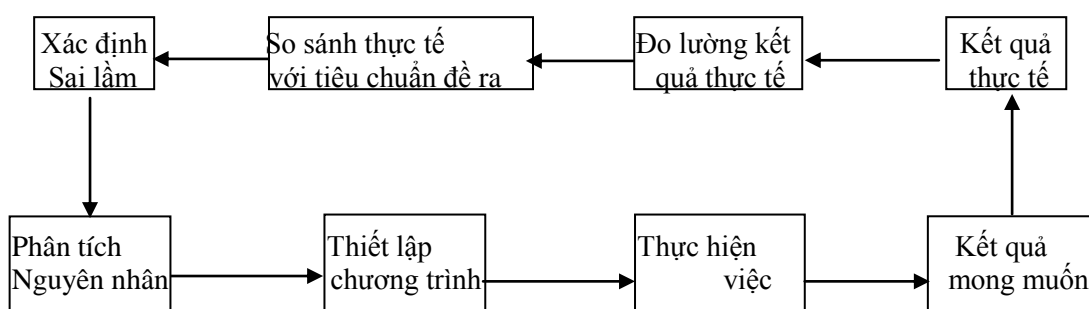 Xác định
Sai lầm
So sánh thực tế
với tiêu chuẩn đề ra
Đo lường kết
quả thực tế
Kết quả
thực tế
Phân tích
Nguyên nhân
Thiết lập
chương trình
Thực hiện
việc
Kết quả
mong muốn